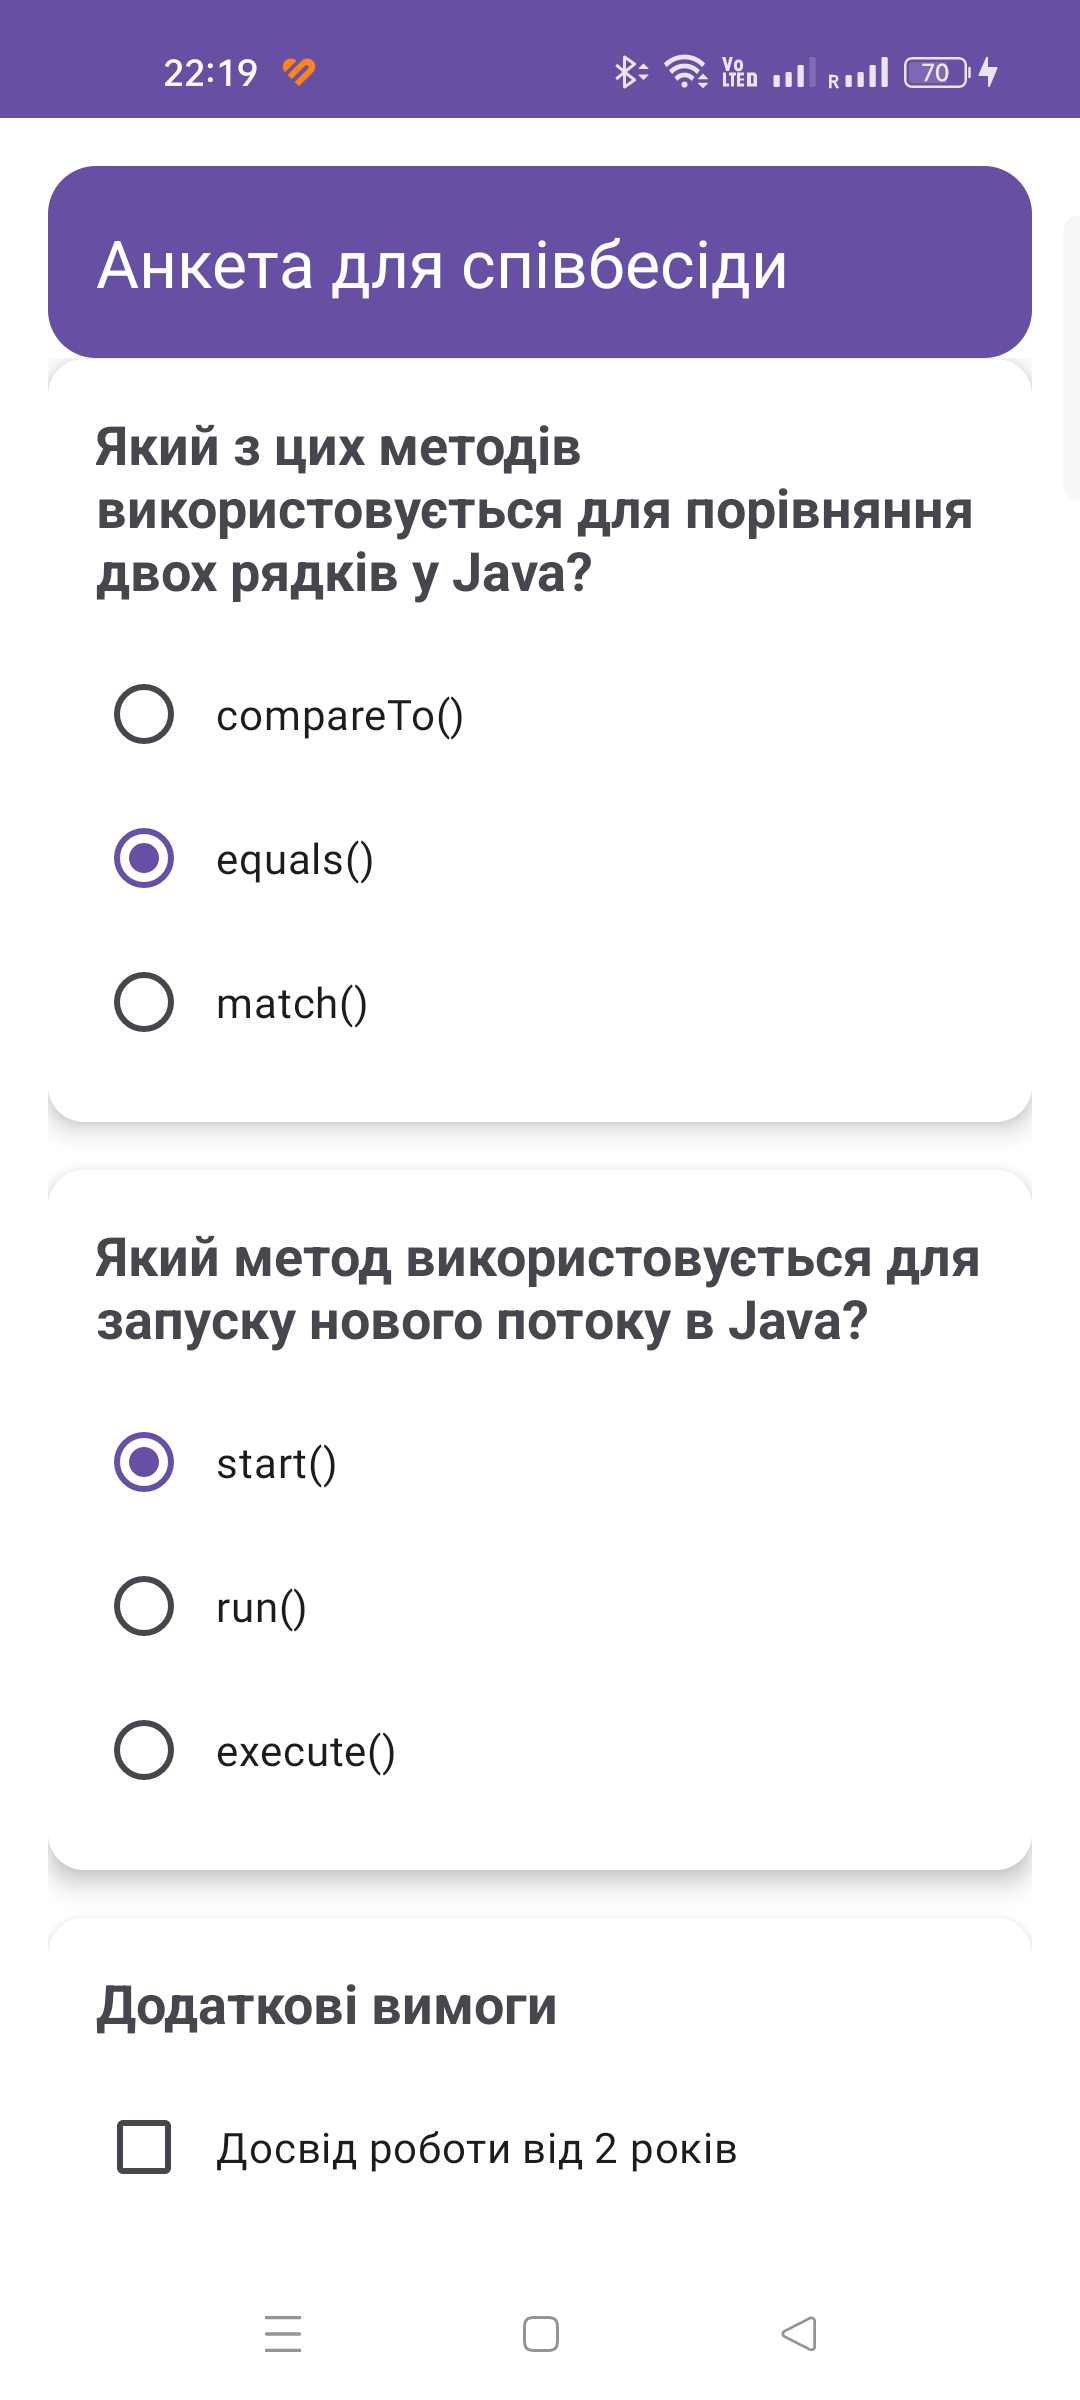 22:19
Vo
LTE D
R
70
Анкета для співбесіди
Який з цих методів
використовується для порівняння
двох рядків у Java?
compareTo()
equals()
match()
Який метод використовується для
запуску нового потоку в Java?
start()
run()
execute()
Додаткові вимоги
Досвід роботи від 2 років